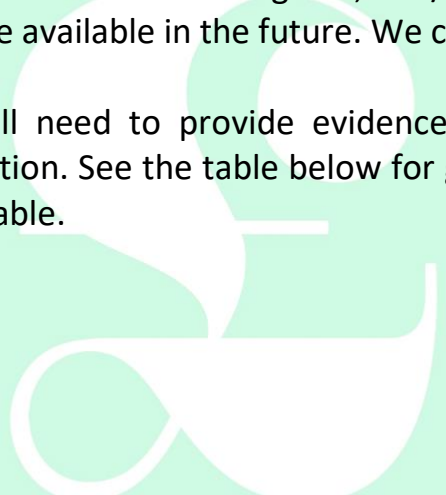 e available in the future. We c
ll need to provide evidence
tion. See the table below for
able.